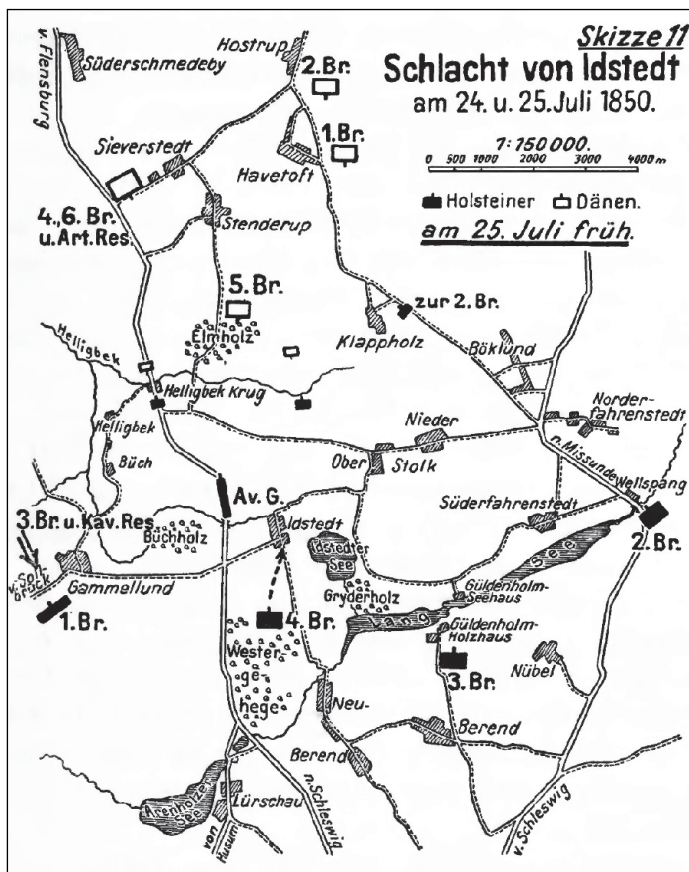 Skizze 11
Schlacht von Idstedt
am 24. u. 25. Juli 1850.
1:150 000.
0 500 1000 2000 3000 4000 m
Holsteiner Dänen.
am 25. Juli früh.
v. Flensburg
Süderschmedeby
Hostrup
2. Br.
1. Br.
Sieverstedt
Havetoft
4., 6. Br.
u. Art. Res.
Stenderup
5. Br.
zur 2. Br.
Elmholz
Klappholz
Böklund
Helligbek
Helligbek Krug
Helligbek
Büch
Nieder
Norder-
fahrenstedt
Ober
Stolk
n. Missunde
Wellspang
Av. G.
3. Br. u. Kav. Res.
Idstedt
Süderfahrenstedt
Büchholz
Idstedter
See
2. Br.
Gryderholz
Lang
See
Gammellund
Güldenholm-
Seehaus
1. Br.
4. Br.
Güldenholm-
Holzhaus
Wester-
ge-
hege
3. Br.
Nübel
Neu-
Berend
Berend
Arenholzer
See
Lürschau
von
Husum
n. Schleswig
v. Schleswig